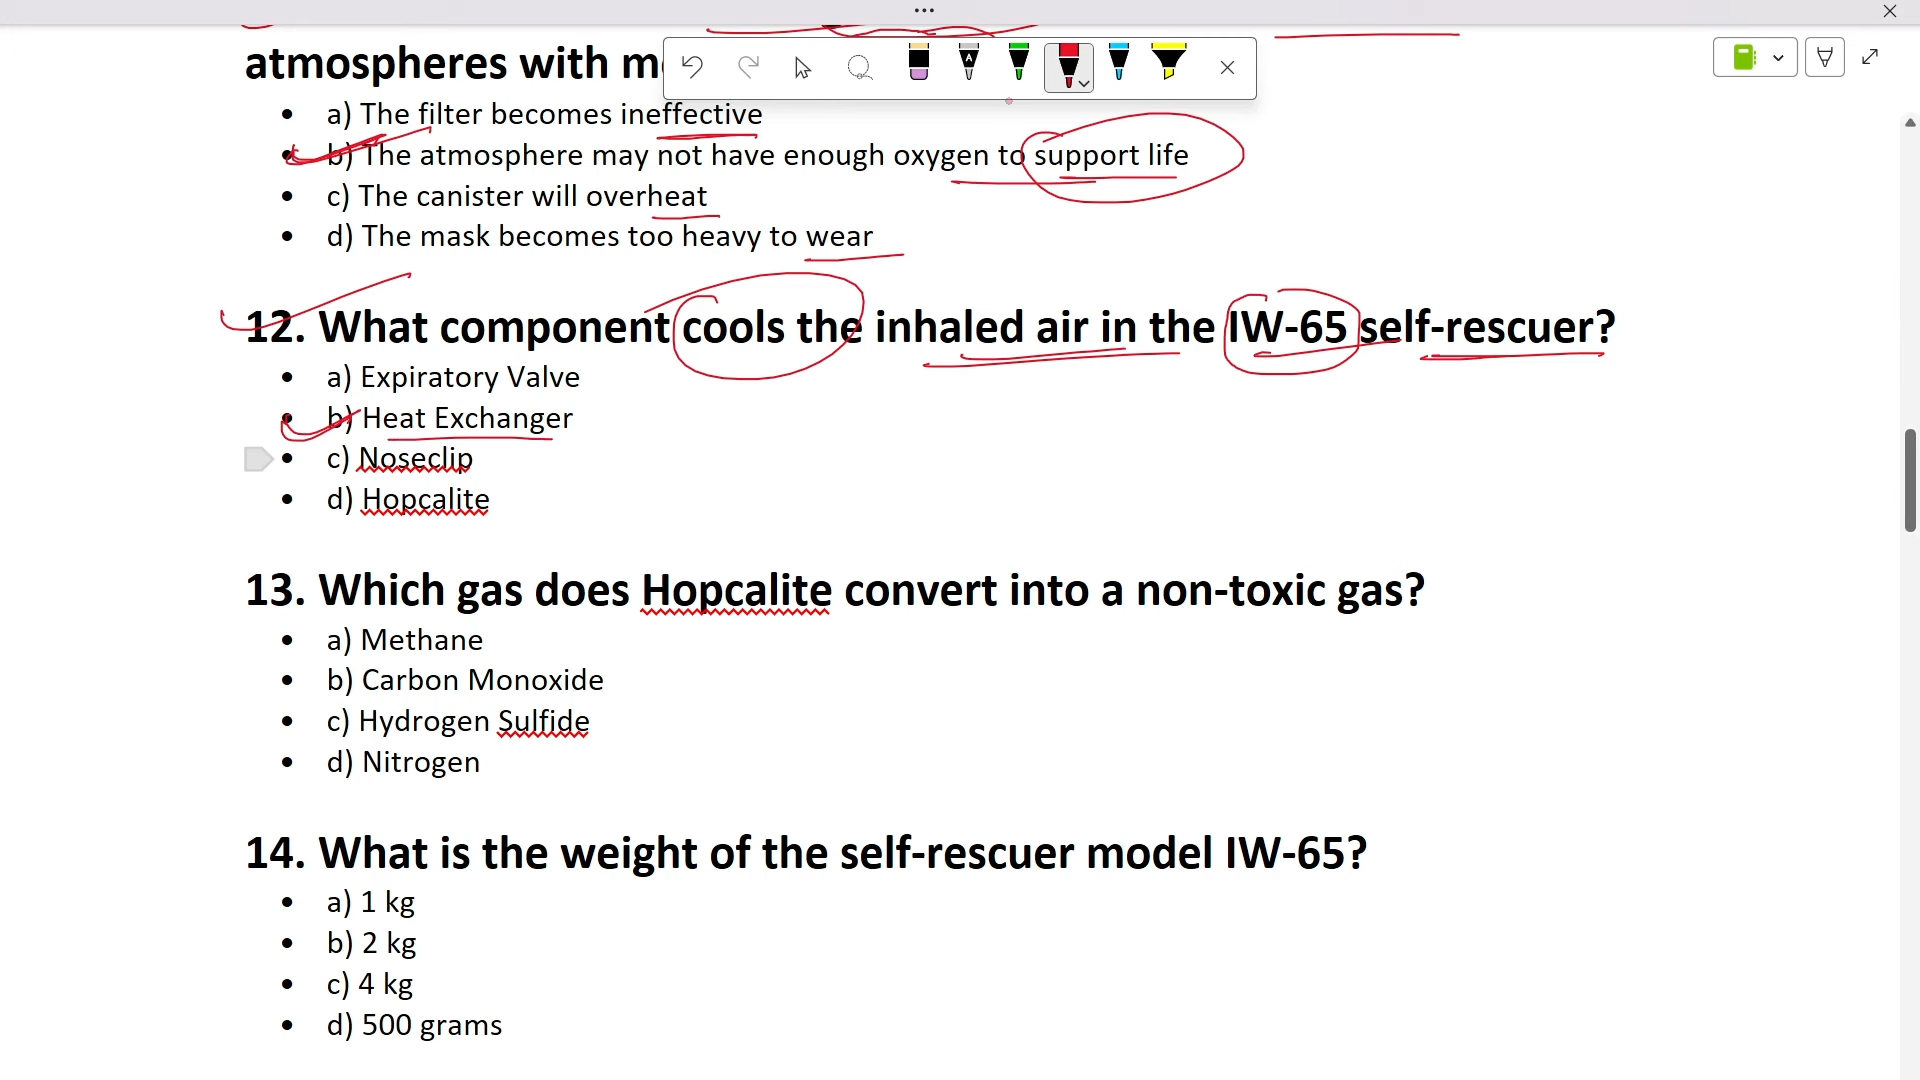 atmospheres with
a) The filter becomes ineffective
b) The atmosphere may not have enough oxygen to support life
c) The canister will overheat
d) The mask becomes too heavy to wear
12. What component cools the inhaled air in the IW-65 self-rescuer?
a) Expiratory Valve
b) Heat Exchanger
c) Noseclip
d) Hopcalite
13. Which gas does Hopcalite convert into a non-toxic gas?
a) Methane
b) Carbon Monoxide
c) Hydrogen Sulfide
d) Nitrogen
14. What is the weight of the self-rescuer model IW-65?
a) 1 kg
b) 2 kg
c) 4 kg
d) 500 grams